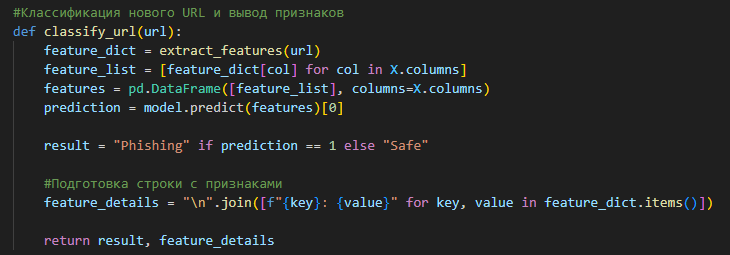 #Классификация нового URL и вывод признаков
def classify_url(url):
    feature_dict = extract_features(url)
    feature_list = [feature_dict[col] for col in X.columns]
    features = pd.DataFrame([feature_list], columns=X.columns)
    prediction = model.predict(features)[0]

    result = "Phishing" if prediction == 1 else "Safe"

    #Подготовка строки с признаками
    feature_details = "\n".join([f"{key}: {value}" for key, value in feature_dict.items()])

    return result, feature_details